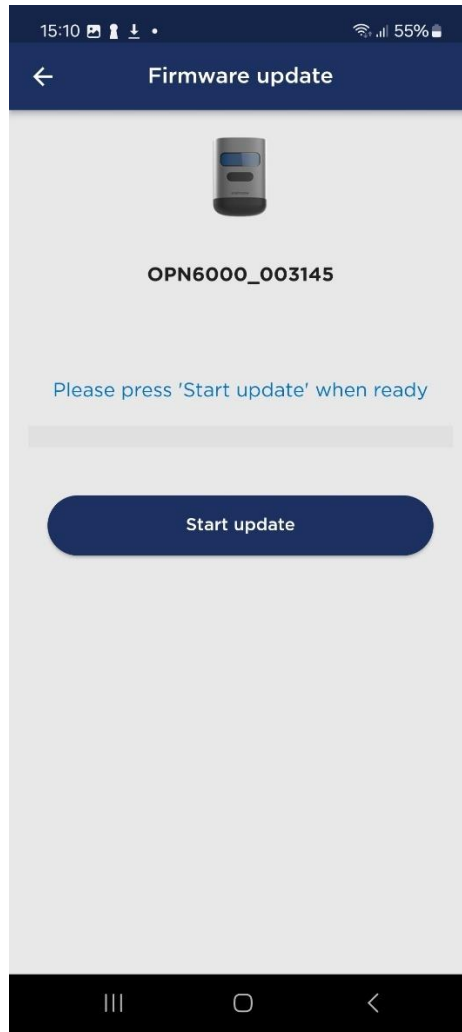 15:10 55%
Firmware update
OPN6000_003145
Please press 'Start update' when ready
Start update